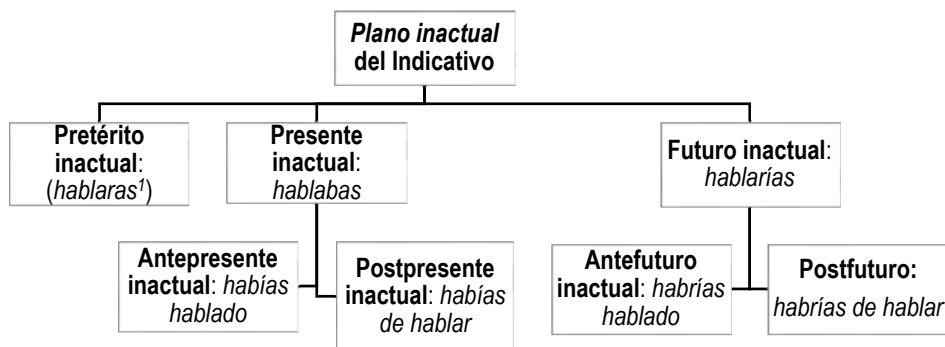 Plano inactual
del Indicativo
Pretérito
inactual:
(hablaras¹)
Presente
inactual:
hablabas
Futuro inactual:
hablarías
Antepresente
inactual: habías
hablado
Postpresente
inactual: habías
de hablar
Antefuturo
inactual: habrías
hablado
Postfuturo:
habrías de hablar